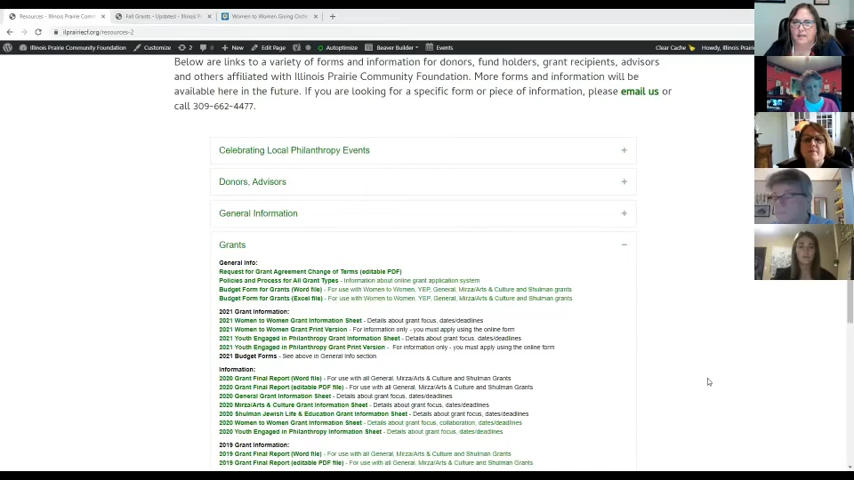 Resources - Illinois Prairie Comm
Fall Grants - Updated - Illinois P
Women to Women Giving Circle
ilprairiecf.org/resources-2
Illinois Prairie Community Foundation Customize 2 New Edit Page Autoptimize Beaver Builder Events Clear Cache Howdy, Illinois Prair
Below are links to a variety of forms and information for donors, fund holders, grant recipients, advisors
and others affiliated with Illinois Prairie Community Foundation. More forms and information will be
available here in the future. If you are looking for a specific form or piece of information, please email us or
call 309-662-4477.
Celebrating Local Philanthropy Events +
Donors, Advisors +
General Information +
Grants −
General Info:
Request for Grant Agreement Change of Terms (editable PDF)
Policies and Process for All Grant Types - Information about online grant application system
Budget Form for Grants (Word file) - For use with Women to Women, YEP, General, Mirza/Arts & Culture and Shulman grants
Budget Form for Grants (Excel file) - For use with Women to Women, YEP, General, Mirza/Arts & Culture and Shulman grants
2021 Grant Information:
2021 Women to Women Grant Information Sheet - Details about grant focus, dates/deadlines
2021 Women to Women Grant Print Version - For information only - you must apply using the online form
2021 Youth Engaged in Philanthropy Grant Information Sheet - Details about grant focus, dates/deadlines
2021 Youth Engaged in Philanthropy Grant Print Version - For information only - you must apply using the online form
2021 Budget Forms - See above in General Info section
Information:
2020 Grant Final Report (Word file) - For use with all General, Mirza/Arts & Culture and Shulman Grants
2020 Grant Final Report (editable PDF file) - For use with all General, Mirza/Arts & Culture and Shulman Grants
2020 General Grant Information Sheet - Details about grant focus, dates/deadlines
2020 Mirza/Arts & Culture Grant Information Sheet - Details about grant focus, dates/deadlines
2020 Shulman Jewish Life & Education Grant Information Sheet - Details about grant focus, dates/deadlines
2020 Women to Women Grant Information Sheet - Details about grant focus, collaboration, dates/deadlines
2020 Youth Engaged in Philanthropy Information Sheet - Details about grant focus, dates/deadlines
2019 Grant Information:
2019 Grant Final Report (Word file) - For use with all General, Mirza/Arts & Culture and Shulman Grants
2019 Grant Final Report (editable PDF file) - For use with all General, Mirza/Arts & Culture and Shulman Grants